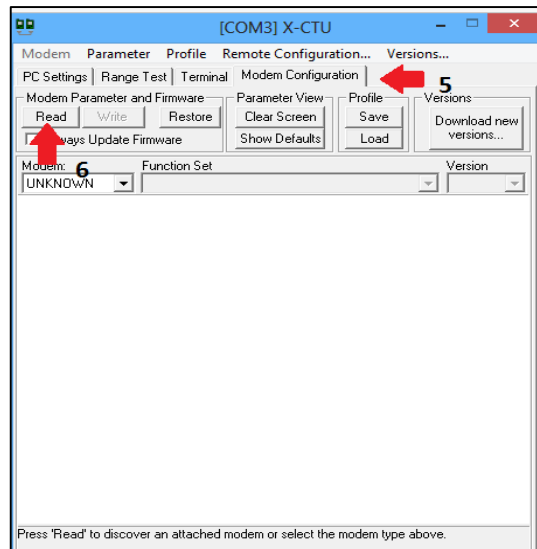 [COM3] X-CTU
Modem Parameter Profile Remote Configuration... Versions...
PC Settings Range Test Terminal Modem Configuration
5
Modem Parameter and Firmware Parameter View Profile Versions
Read Write Restore Clear Screen Save Download new versions...
ways Update Firmware Show Defaults Load
6
Modem: Function Set Version
UNKNOWN
Press 'Read' to discover an attached modem or select the modem type above.